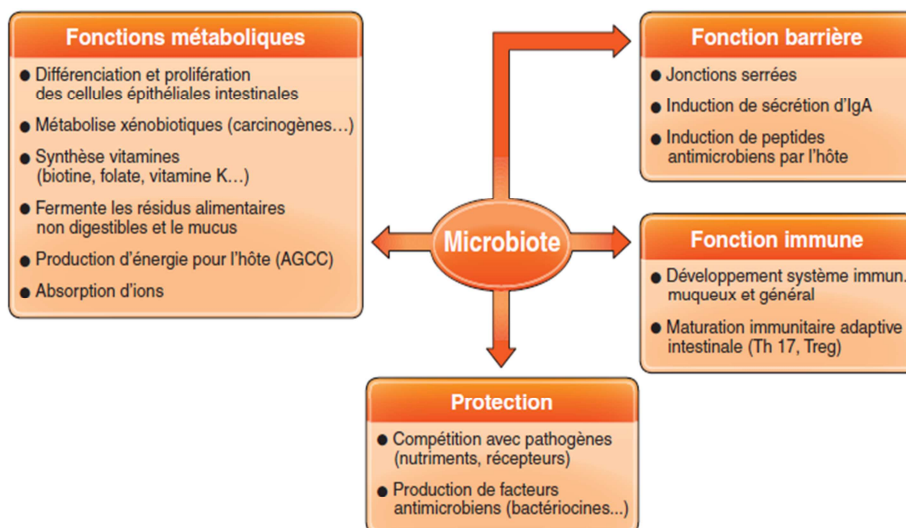 Fonctions métaboliques
● Différenciation et prolifération
des cellules épithéliales intestinales
● Métabolise xénobiotiques (carcinogènes…)
● Synthèse vitamines
(biotine, folate, vitamine K…)
● Fermente les résidus alimentaires
non digestibles et le mucus
● Production d’énergie pour l’hôte (AGCC)
● Absorption d’ions
Microbiote
Fonction barrière
● Jonctions serrées
● Induction de sécrétion d’IgA
● Induction de peptides
antimicrobiens par l’hôte
Fonction immune
● Développement système immun.
muqueux et général
● Maturation immunitaire adaptive
intestinale (Th 17, Treg)
Protection
● Compétition avec pathogènes
(nutriments, récepteurs)
● Production de facteurs
antimicrobiens (bactériocines...)